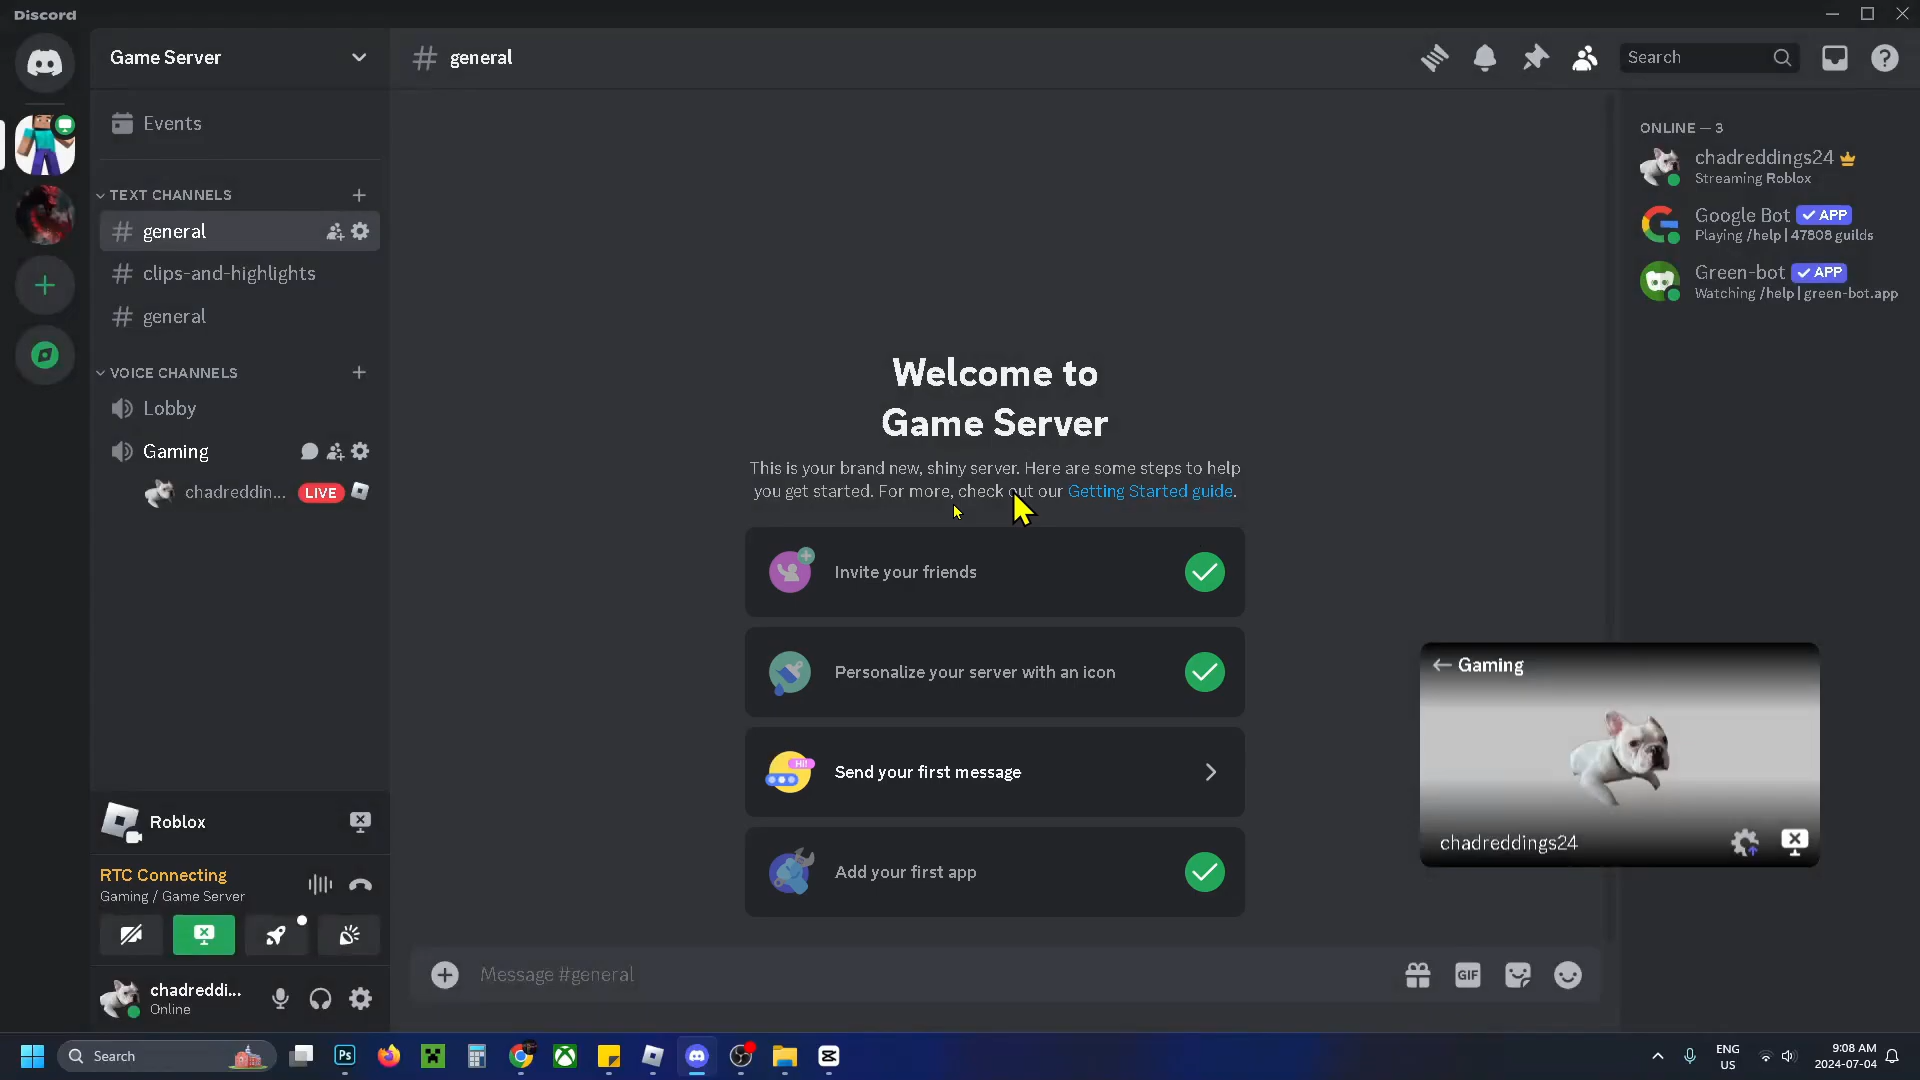 Discord
Game Server
general
Search
Events
TEXT CHANNELS
general
clips-and-highlights
general
VOICE CHANNELS
Lobby
Gaming
chadreddin...
LIVE
Welcome to
Game Server
This is your brand new, shiny server. Here are some steps to help
you get started. For more, check out our Getting Started guide.
Invite your friends
Personalize your server with an icon
Hi!
Send your first message
Add your first app
Message #general
GIF
ONLINE — 3
chadreddings24
Streaming Roblox
Google Bot
APP
Playing /help | 47808 guilds
Green-bot
APP
Watching /help | green-bot.app
Gaming
chadreddings24
Roblox
RTC Connecting
Gaming / Game Server
chadreddi...
Online
Search
Ps
ENG
US
9:08 AM
2024-07-04